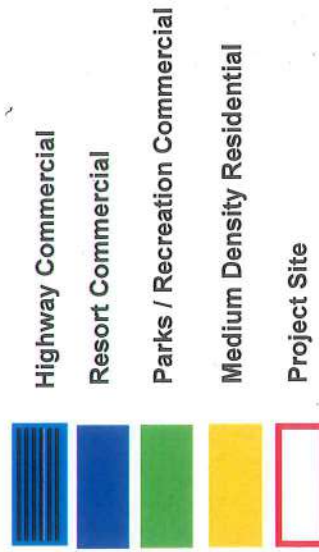 Highway Commercial
Resort Commercial
Parks / Recreation Commercial
Medium Density Residential
Project Site